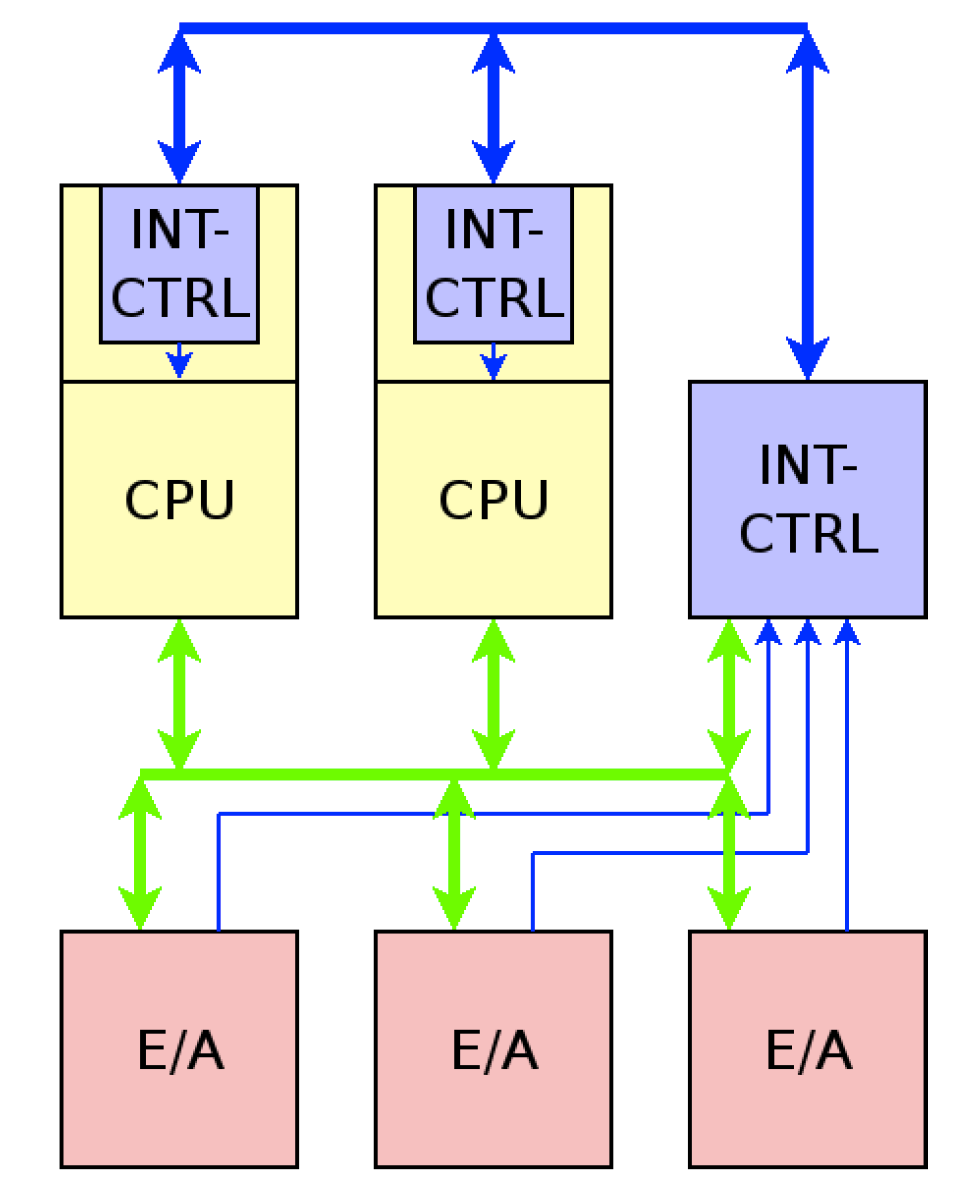 INT-
CTRL
INT-
CTRL
CPU
CPU
INT-
CTRL
E/A
E/A
E/A